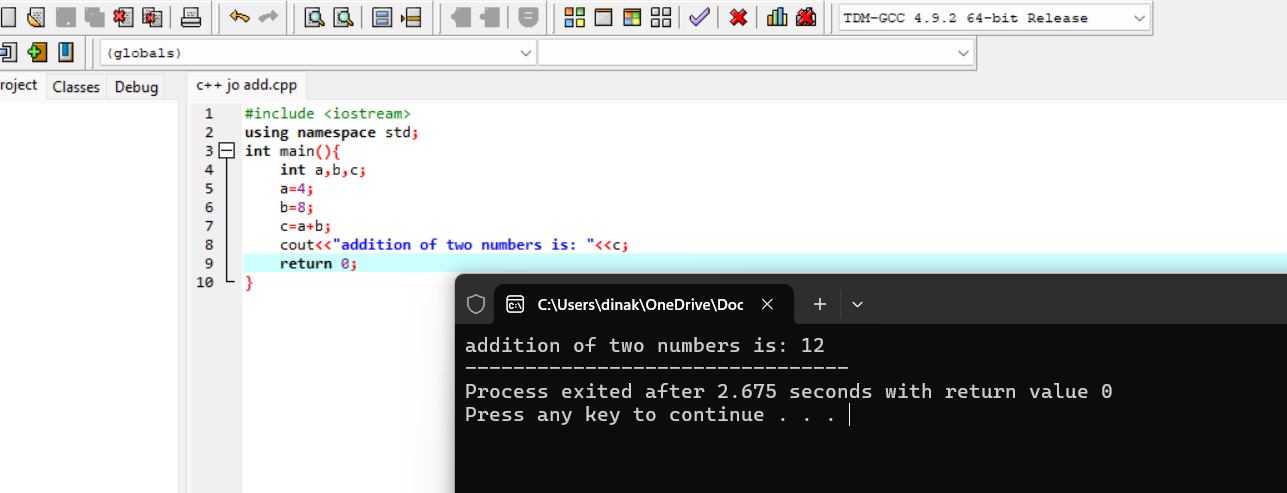 TDM-GCC 4.9.2 64-bit Release
(globals)
roject Classes Debug
c++ jo add.cpp
1 #include <iostream>
2 using namespace std;
3 int main(){
4 int a,b,c;
5 a=4;
6 b=8;
7 c=a+b;
8 cout<<"addition of two numbers is: "<<c;
9 return 0;
10 }
C:\Users\dinak\OneDrive\Doc
addition of two numbers is: 12
--------------------------------
Process exited after 2.675 seconds with return value 0
Press any key to continue . . .